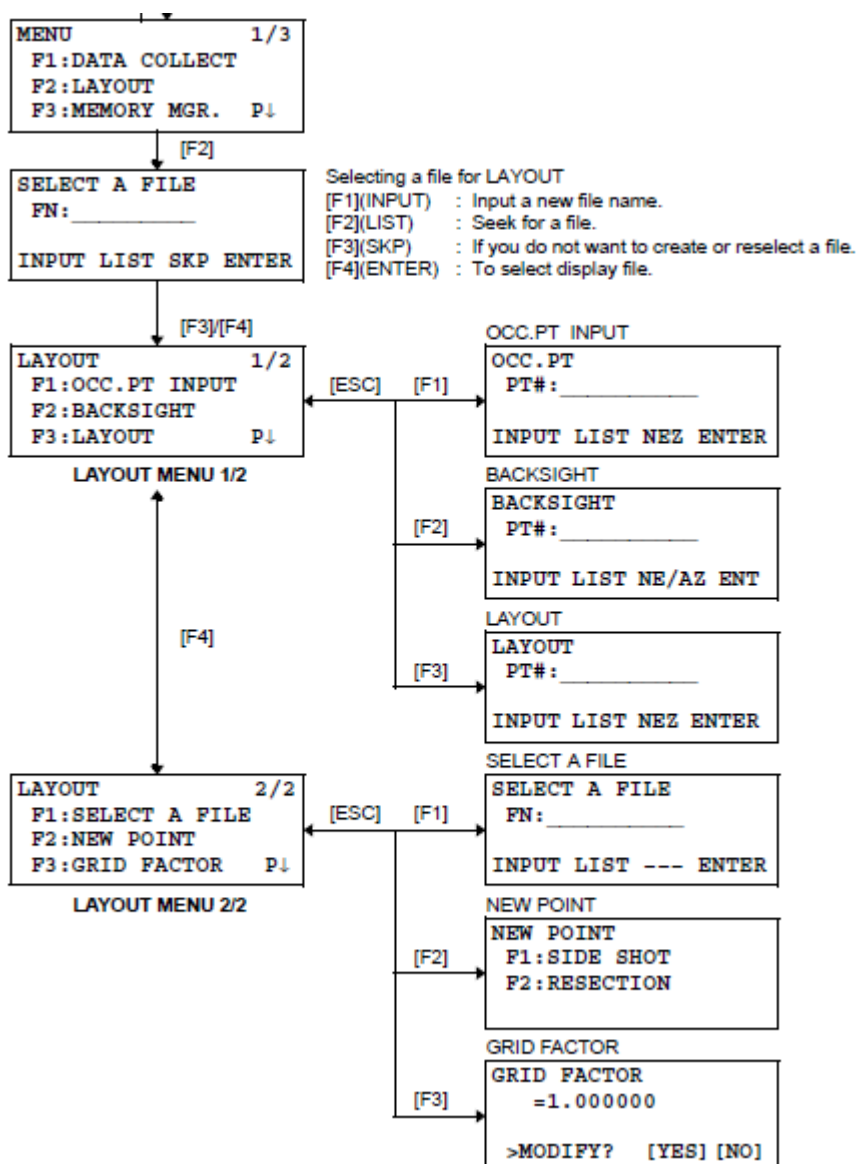 MENU 1/3
F1:DATA COLLECT
F2:LAYOUT
F3:MEMORY MGR. P↓
[F2]
SELECT A FILE
FN:__________
INPUT LIST SKP ENTER
Selecting a file for LAYOUT
[F1](INPUT) : Input a new file name.
[F2](LIST) : Seek for a file.
[F3](SKP) : If you do not want to create or reselect a file.
[F4](ENTER) : To select display file.
[F3]/[F4]
LAYOUT 1/2
F1:OCC.PT INPUT
F2:BACKSIGHT
F3:LAYOUT P↓
LAYOUT MENU 1/2
[ESC] [F1]
OCC.PT INPUT
OCC.PT
PT#:__________
INPUT LIST NEZ ENTER
[F2]
BACKSIGHT
BACKSIGHT
PT#:__________
INPUT LIST NE/AZ ENT
[F3]
LAYOUT
LAYOUT
PT#:__________
INPUT LIST NEZ ENTER
[F4]
LAYOUT 2/2
F1:SELECT A FILE
F2:NEW POINT
F3:GRID FACTOR P↓
LAYOUT MENU 2/2
[ESC] [F1]
SELECT A FILE
SELECT A FILE
FN:__________
INPUT LIST --- ENTER
[F2]
NEW POINT
NEW POINT
F1:SIDE SHOT
F2:RESECTION
[F3]
GRID FACTOR
GRID FACTOR
=1.000000
>MODIFY? [YES] [NO]